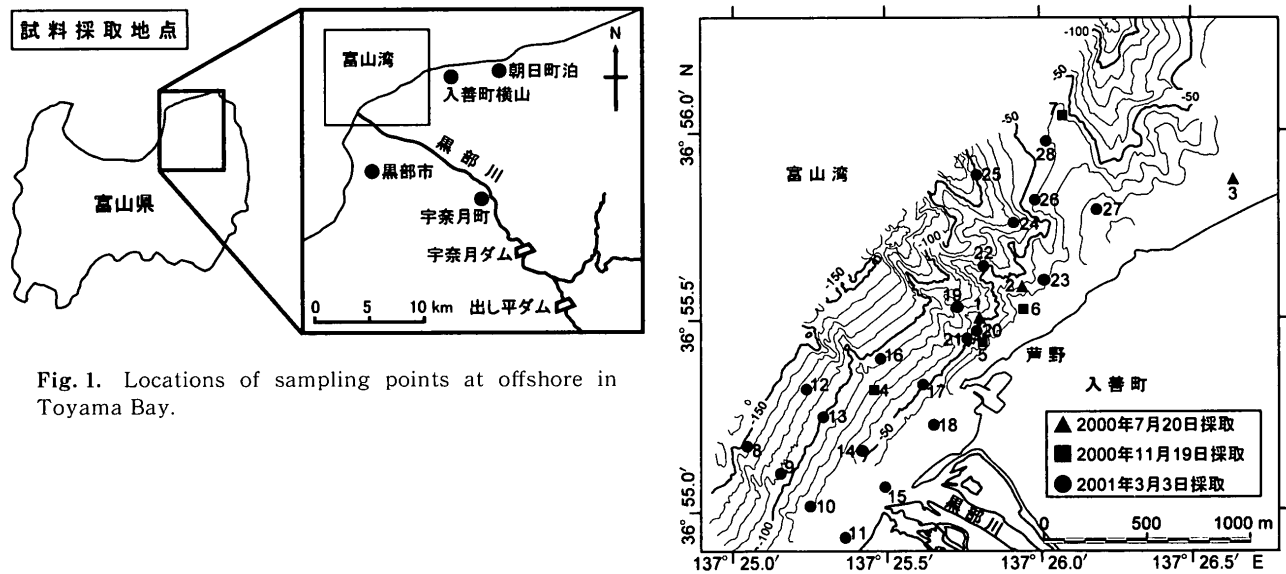 試料採取地点
富山県
富山湾
N
朝日町泊
入善町横山
黒部川
黒部市
宇奈月町
宇奈月ダム
出し平ダム
0 5 10 km
Fig. 1. Locations of sampling points at offshore in
Toyama Bay.
-100
-50
-50
-50
36° 56.0′ N
7
28
富山湾
25
3
26
27
24
-100
22
-150
23
2
19
1
6
36° 55.5′
20
21
5
芦野
16
入善町
12
4
17
-150
13
18
▲ 2000年7月20日採取
■ 2000年11月19日採取
● 2001年3月3日採取
8
14
-50
9
15
黒部川
10
0 500 1000 m
36° 55.0′
-100
11
137° 25.0′ 137° 25.5′ 137° 26.0′ 137° 26.5′ E